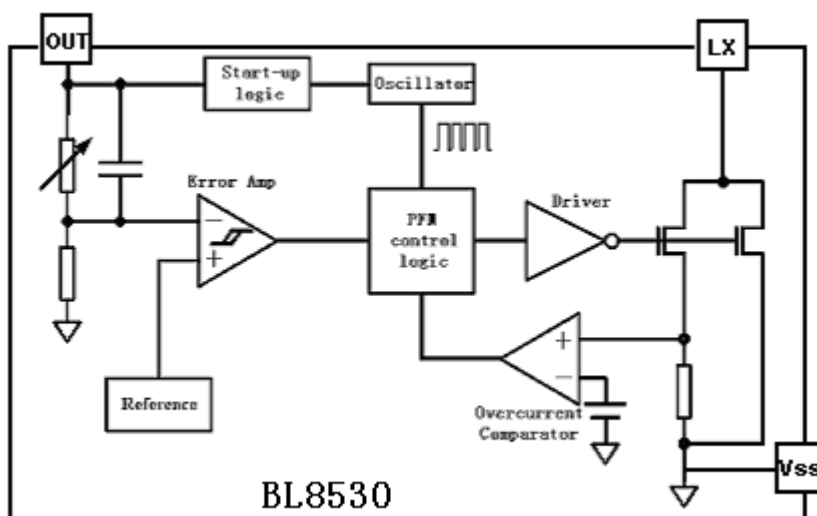 OUT
LX
Start-up
logic
Oscillator
Error Amp
−
+
PFM
control
logic
Driver
+
−
Reference
Overcurrent
Comparator
Vss
BL8530